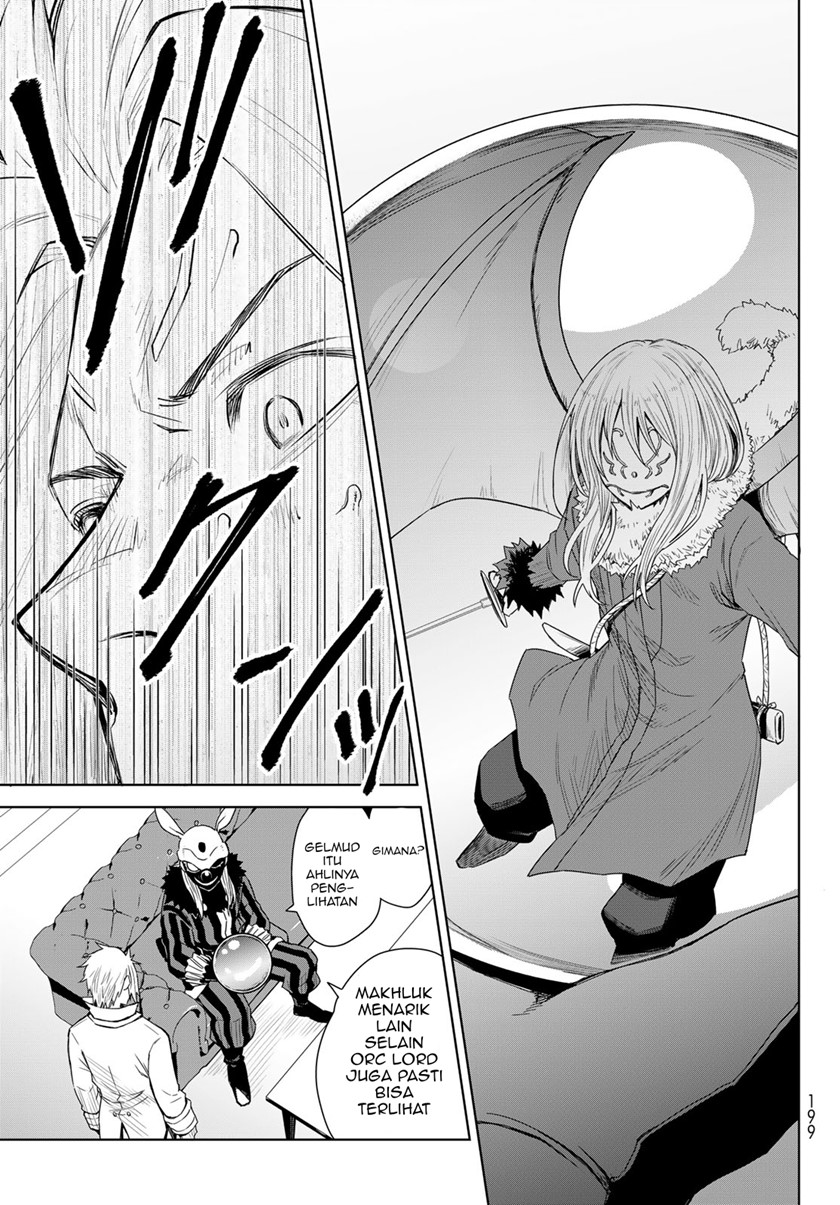 GIMANA?
GELMUD
ITU
AHLINYA
PENG-
LIHATAN
MAKHLUK
MENARIK
LAIN
SELAIN
ORC LORD
JUGA PASTI
BISA
TERLIHAT
199